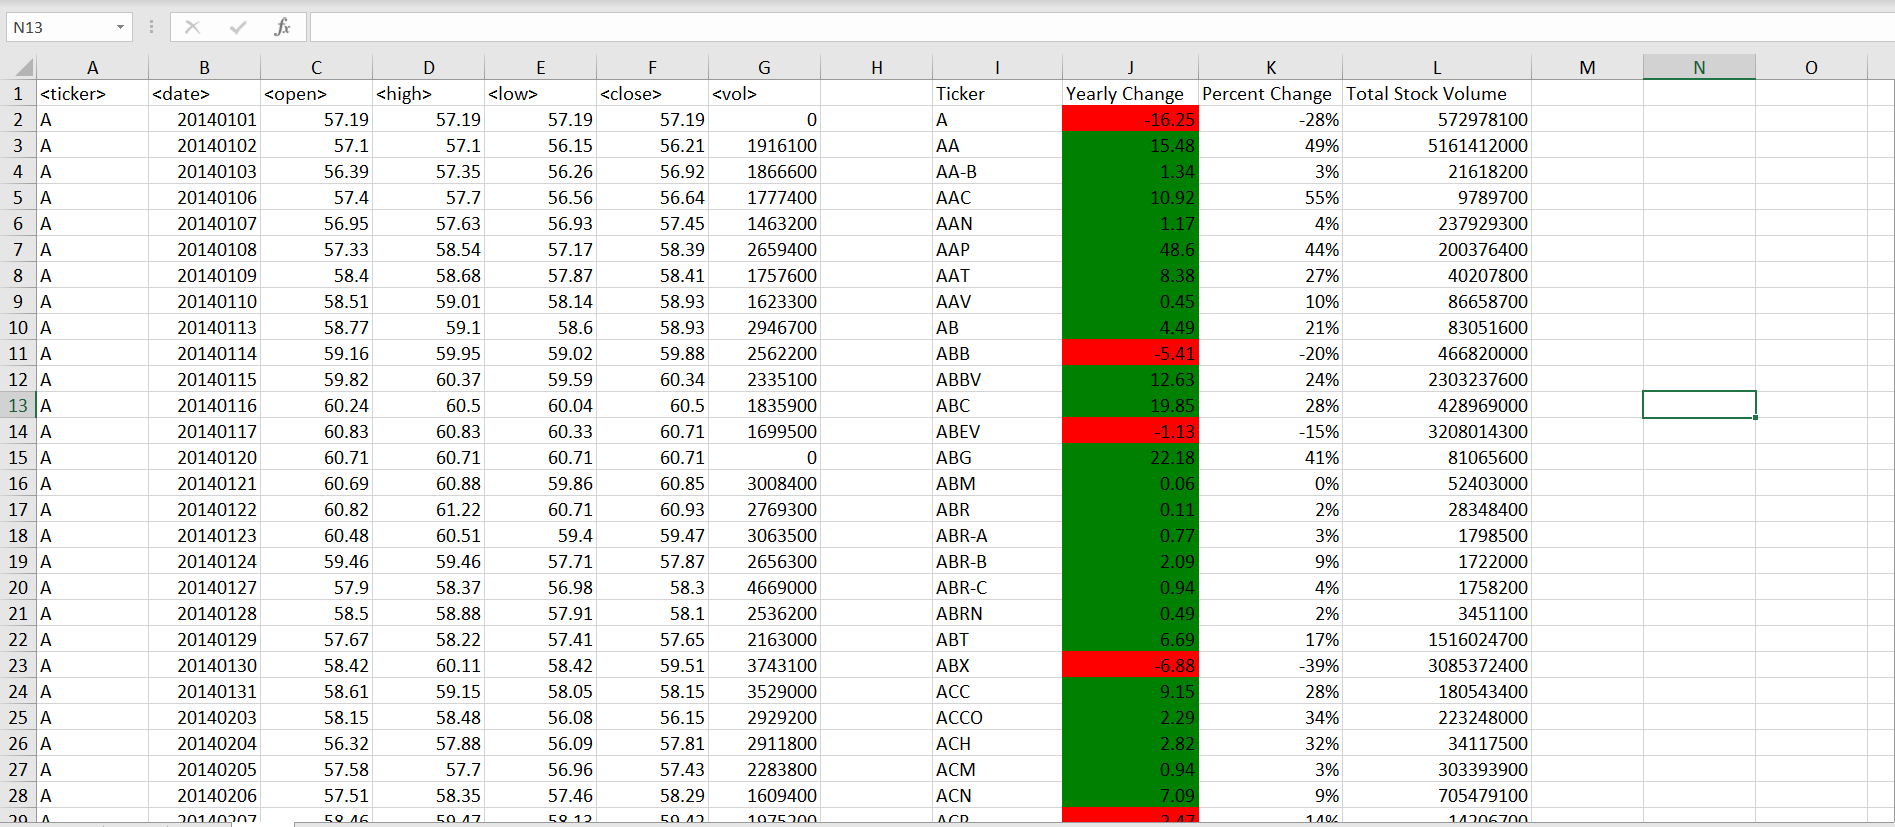 N13 fx
A B C D E F G H I J K L M N O
1 <ticker> <date> <open> <high> <low> <close> <vol> Ticker Yearly Change Percent Change Total Stock Volume
2 A 20140101 57.19 57.19 57.19 57.19 0 A -16.25 -28% 572978100
3 A 20140102 57.1 57.1 56.15 56.21 1916100 AA 15.48 49% 5161412000
4 A 20140103 56.39 57.35 56.26 56.92 1866600 AA-B 1.34 3% 21618200
5 A 20140106 57.4 57.7 56.56 56.64 1777400 AAC 10.92 55% 9789700
6 A 20140107 56.95 57.63 56.93 57.45 1463200 AAN 1.17 4% 237929300
7 A 20140108 57.33 58.54 57.17 58.39 2659400 AAP 48.6 44% 200376400
8 A 20140109 58.4 58.68 57.87 58.41 1757600 AAT 8.38 27% 40207800
9 A 20140110 58.51 59.01 58.14 58.93 1623300 AAV 0.45 10% 86658700
10 A 20140113 58.77 59.1 58.6 58.93 2946700 AB 4.49 21% 83051600
11 A 20140114 59.16 59.95 59.02 59.88 2562200 ABB -5.41 -20% 466820000
12 A 20140115 59.82 60.37 59.59 60.34 2335100 ABBV 12.63 24% 2303237600
13 A 20140116 60.24 60.5 60.04 60.5 1835900 ABC 19.85 28% 428969000
14 A 20140117 60.83 60.83 60.33 60.71 1699500 ABEV -1.13 -15% 3208014300
15 A 20140120 60.71 60.71 60.71 60.71 0 ABG 22.18 41% 81065600
16 A 20140121 60.69 60.88 59.86 60.85 3008400 ABM 0.06 0% 52403000
17 A 20140122 60.82 61.22 60.71 60.93 2769300 ABR 0.11 2% 28348400
18 A 20140123 60.48 60.51 59.4 59.47 3063500 ABR-A 0.77 3% 1798500
19 A 20140124 59.46 59.46 57.71 57.87 2656300 ABR-B 2.09 9% 1722000
20 A 20140127 57.9 58.37 56.98 58.3 4669000 ABR-C 0.94 4% 1758200
21 A 20140128 58.5 58.88 57.91 58.1 2536200 ABRN 0.49 2% 3451100
22 A 20140129 57.67 58.22 57.41 57.65 2163000 ABT 6.69 17% 1516024700
23 A 20140130 58.42 60.11 58.42 59.51 3743100 ABX -6.88 -39% 3085372400
24 A 20140131 58.61 59.15 58.05 58.15 3529000 ACC 9.15 28% 180543400
25 A 20140203 58.15 58.48 56.08 56.15 2929200 ACCO 2.29 34% 223248000
26 A 20140204 56.32 57.88 56.09 57.81 2911800 ACH 2.82 32% 34117500
27 A 20140205 57.58 57.7 56.96 57.43 2283800 ACM 0.94 3% 303393900
28 A 20140206 57.51 58.35 57.46 58.29 1609400 ACN 7.09 9% 705479100
29 A 20140207 58.46 59.47 58.13 59.42 1975200